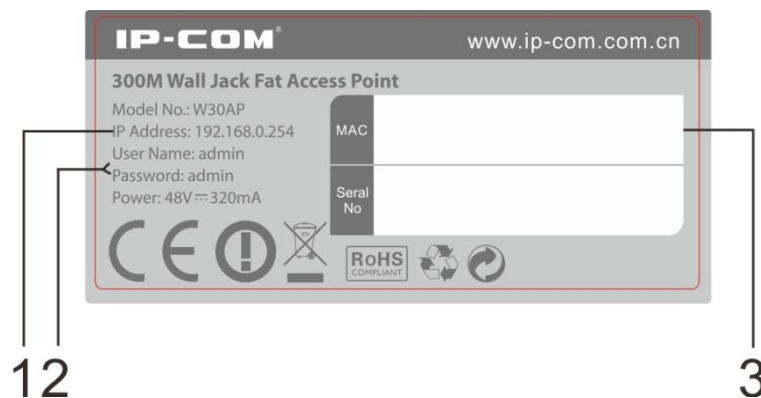 IP-COM®
www.ip-com.com.cn
300M Wall Jack Fat Access Point
Model No.: W30AP
IP Address: 192.168.0.254
User Name: admin
Password: admin
Power: 48V⎓320mA
MAC
Seral
No
CE
RoHS
COMPLIANT
1
2
3